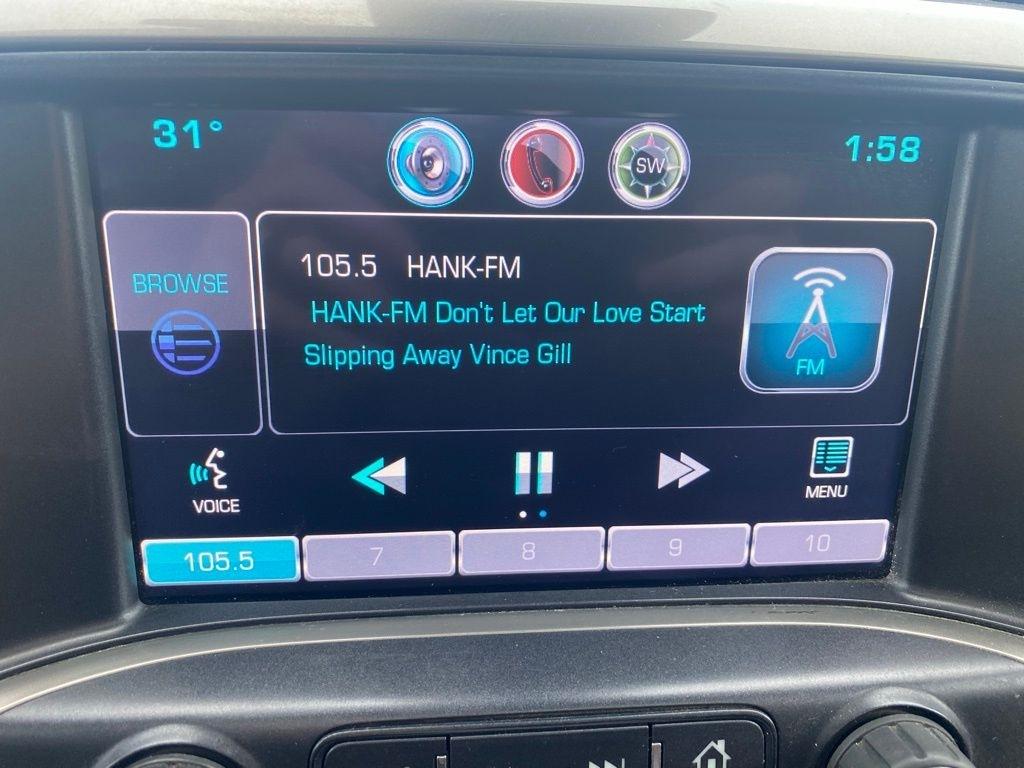 31°
SW
1:58
BROWSE
105.5 HANK-FM
HANK-FM Don't Let Our Love Start
Slipping Away Vince Gill
FM
VOICE
MENU
105.5
7
8
9
10